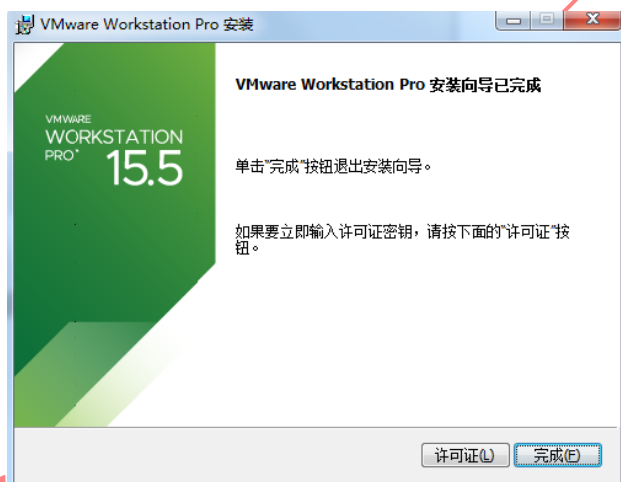 VMware Workstation Pro 安装
VMware Workstation Pro 安装向导已完成
VMWARE
WORKSTATION
PRO™ 15.5
单击"完成"按钮退出安装向导。
如果要立即输入许可证密钥，请按下面的"许可证"按
钮。
许可证(L) 完成(F)